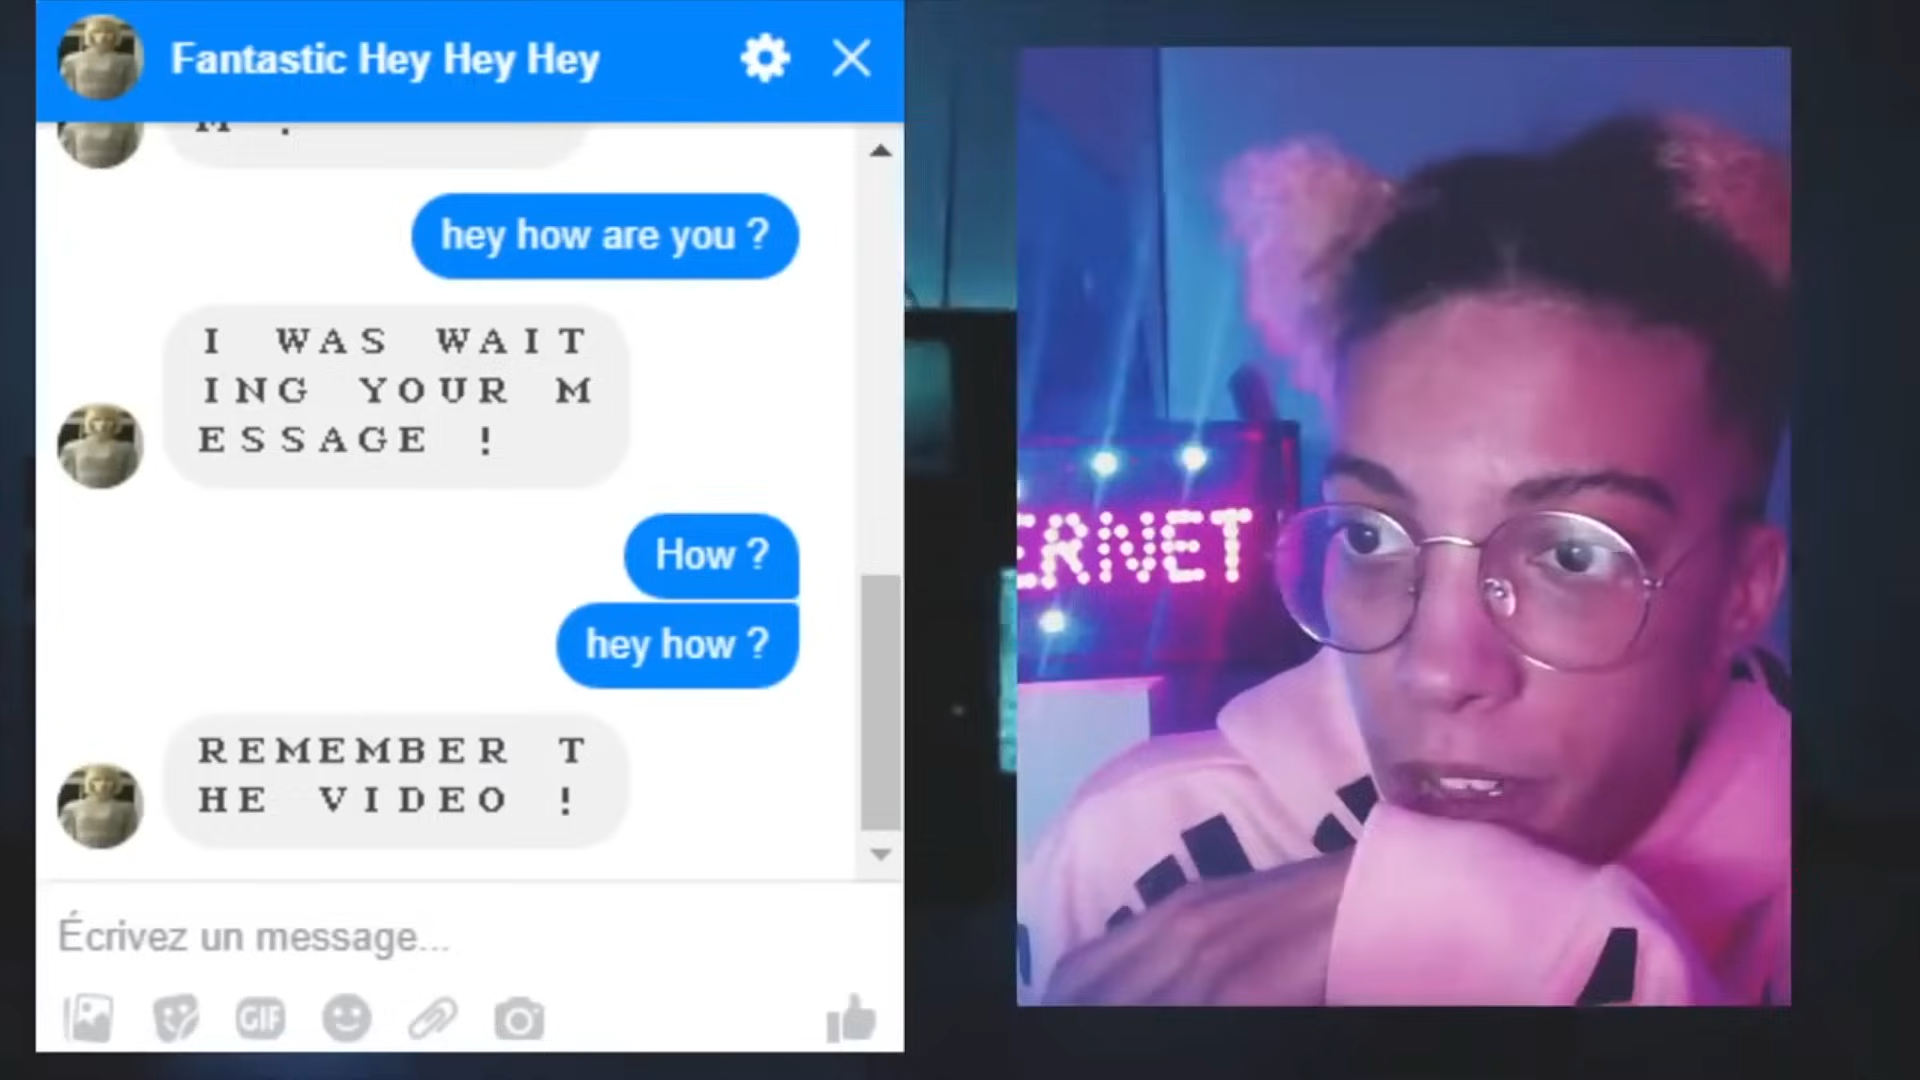 Fantastic Hey Hey Hey
M !
hey how are you ?
I WAS WAIT
ING YOUR M
ESSAGE !
How ?
hey how ?
REMEMBER T
HE VIDEO !
Écrivez un message...
GIF
ERNET